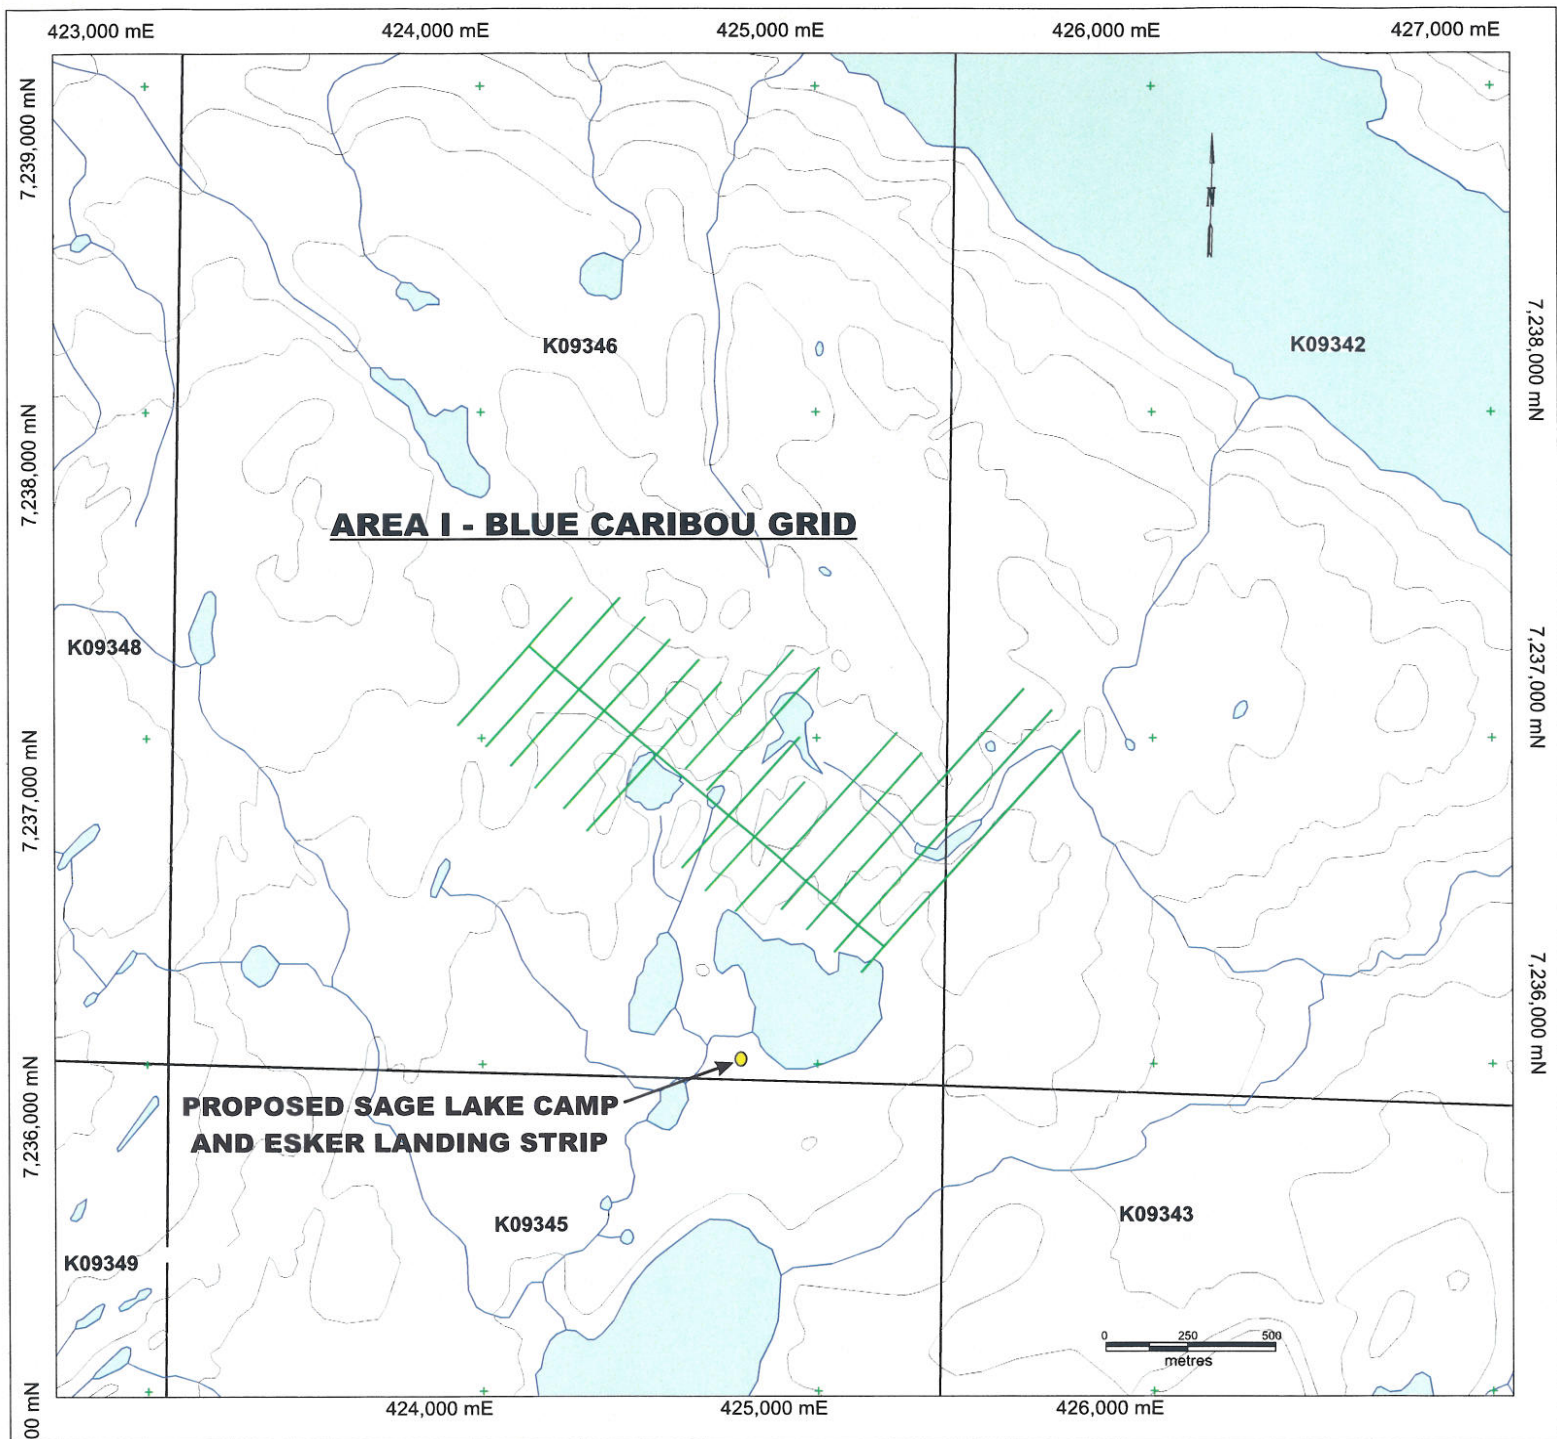 423,000 mE
424,000 mE
425,000 mE
426,000 mE
427,000 mE
7,239,000 mN
N
7,238,000 mN
K09346
K09342
7,238,000 mN
AREA I - BLUE CARIBOU GRID
K09348
7,237,000 mN
7,237,000 mN
7,236,000 mN
7,236,000 mN
PROPOSED SAGE LAKE CAMP
AND ESKER LANDING STRIP
K09345
K09343
K09349
0 250 500
metres
00 mN
424,000 mE
425,000 mE
426,000 mE